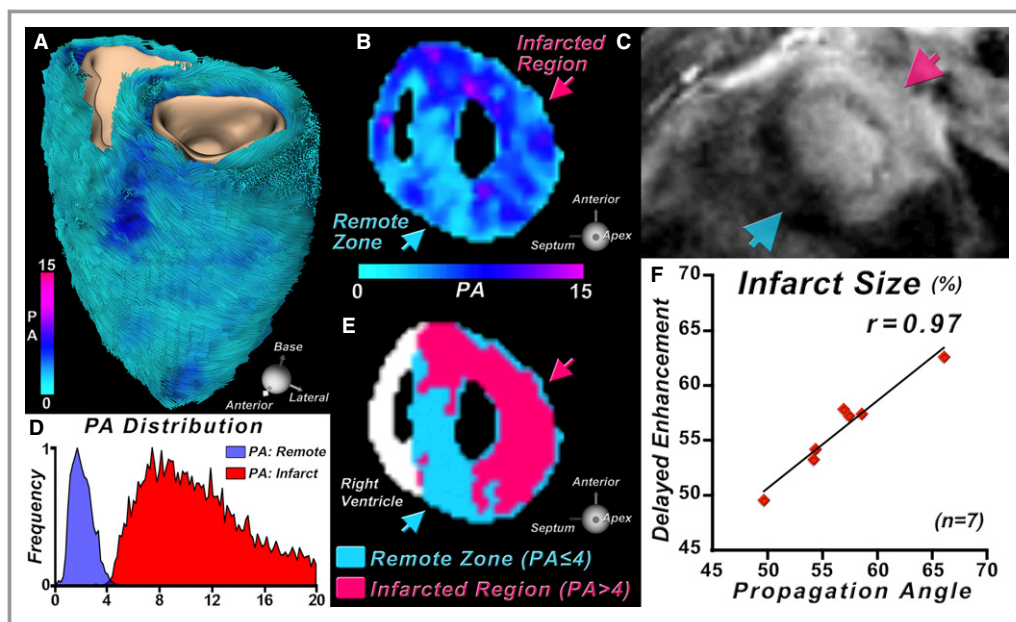 A
15
P
A
0
Base
Anterior
Lateral
B
Infarcted
Region
Remote
Zone
Anterior
Septum
Apex
0
PA
15
C
D
PA Distribution
PA: Remote
PA: Infarct
Frequency
1
0
0
4
8
12
16
20
E
Right
Ventricle
Anterior
Septum
Apex
Remote Zone (PA≤4)
Infarcted Region (PA>4)
F
Infarct Size (%)
r=0.97
Delayed Enhancement
70
65
60
55
50
45
(n=7)
45
50
55
60
65
70
Propagation Angle